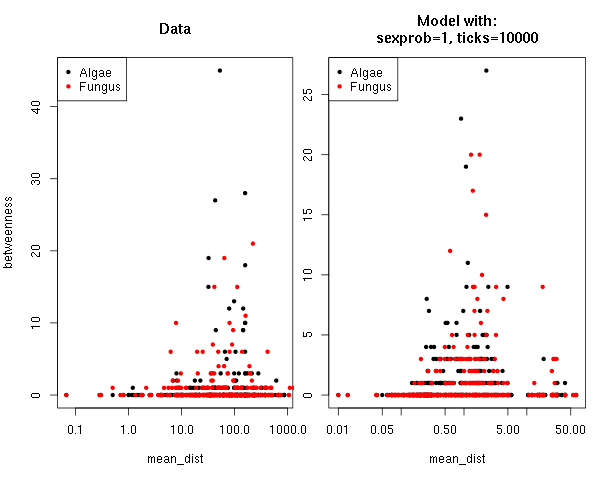 Data
Algae
Fungus
betweenness
0
10
20
30
40
0.1
1.0
10.0
100.0
1000.0
mean_dist
Model with:
sexprob=1, ticks=10000
Algae
Fungus
0
5
10
15
20
25
0.01
0.05
0.50
5.00
50.00
mean_dist